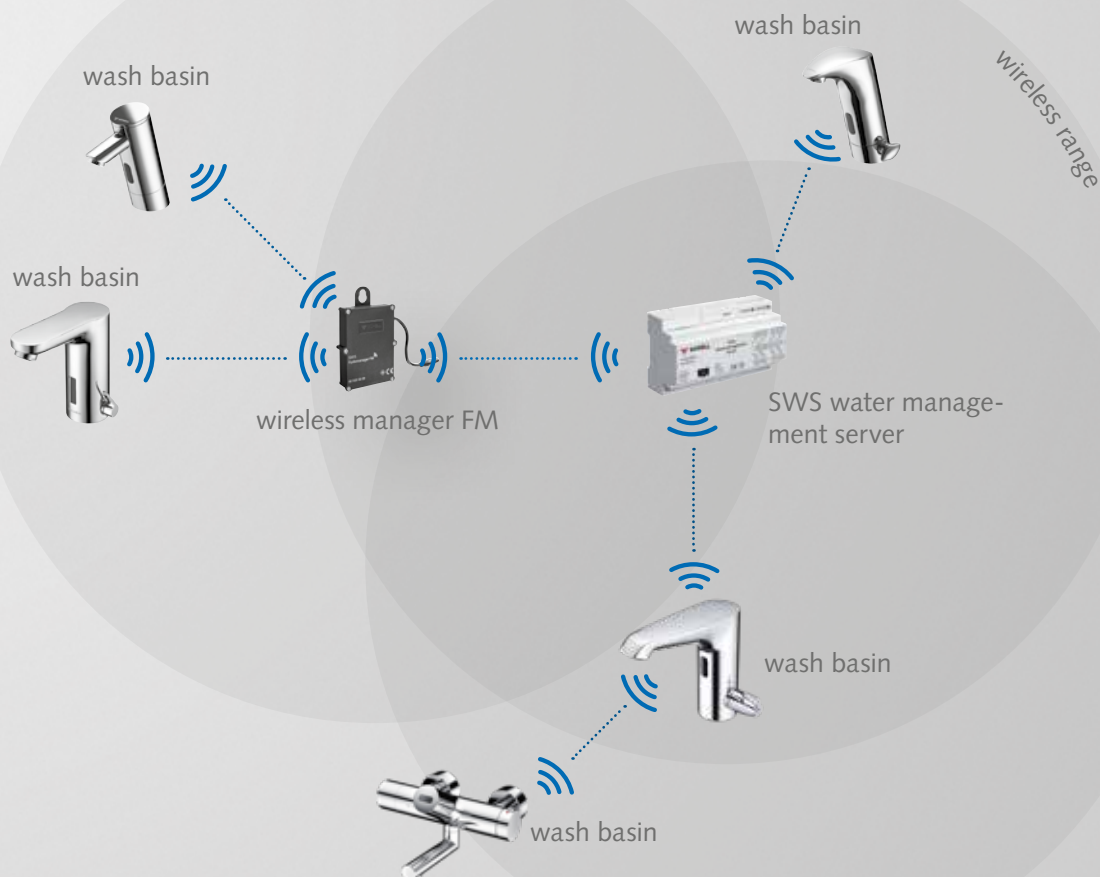 wash basin
wireless range
wash basin
wash basin
wireless manager FM
SWS water manage-
ment server
wash basin
wash basin